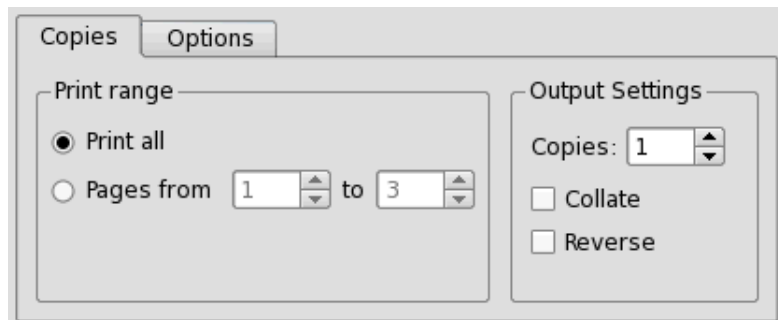 Copies Options
Print range
Print all
Pages from 1 to 3
Output Settings
Copies: 1
Collate
Reverse